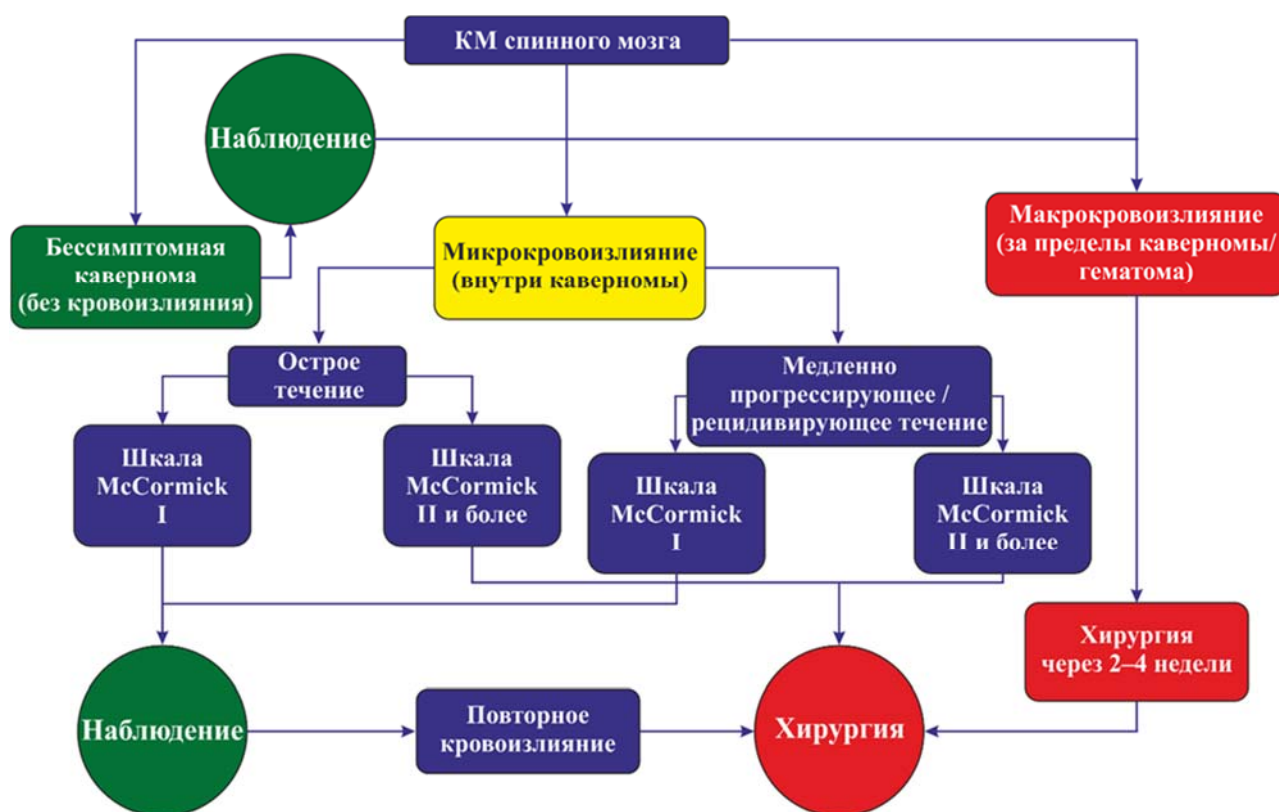 КМ спинного мозга
Наблюдение
Бессимптомная
кавернома
(без кровоизлияния)
Микрокровоизлияние
(внутри каверномы)
Макрокровоизлияние
(за пределы каверномы/
гематома)
Острое
течение
Медленно
прогрессирующее /
рецидивирующее течение
Шкала
McCormick
I
Шкала
McCormick
II и более
Шкала
McCormick
I
Шкала
McCormick
II и более
Хирургия
через 2–4 недели
Наблюдение
Повторное
кровоизлияние
Хирургия